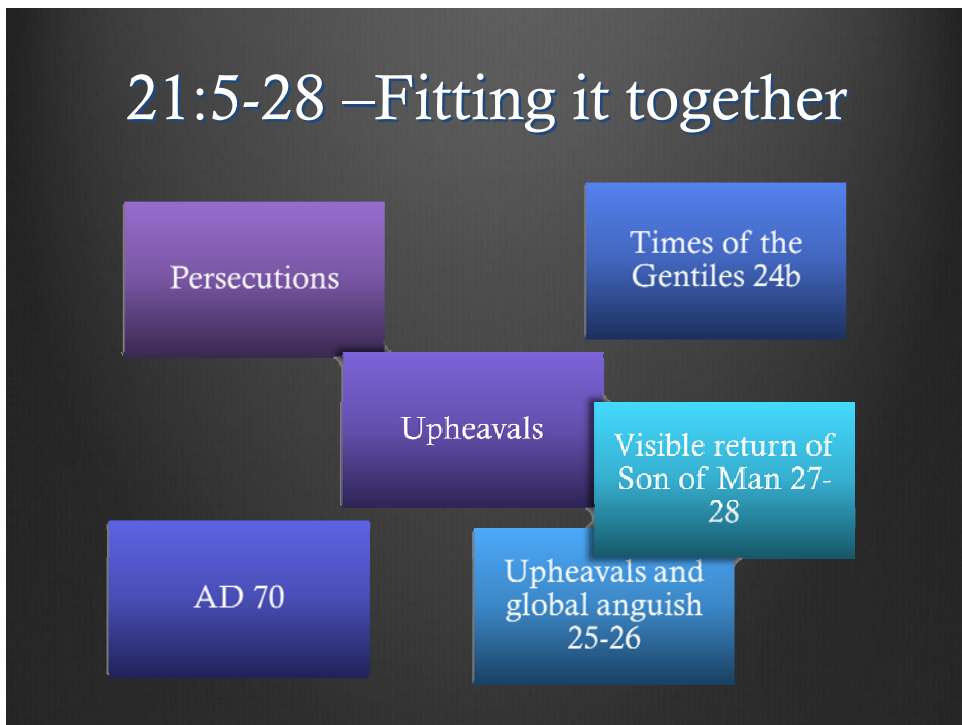 21:5-28 –Fitting it together
Persecutions
Times of the
Gentiles 24b
Upheavals
Visible return of
Son of Man 27-
28
AD 70
Upheavals and
global anguish
25-26